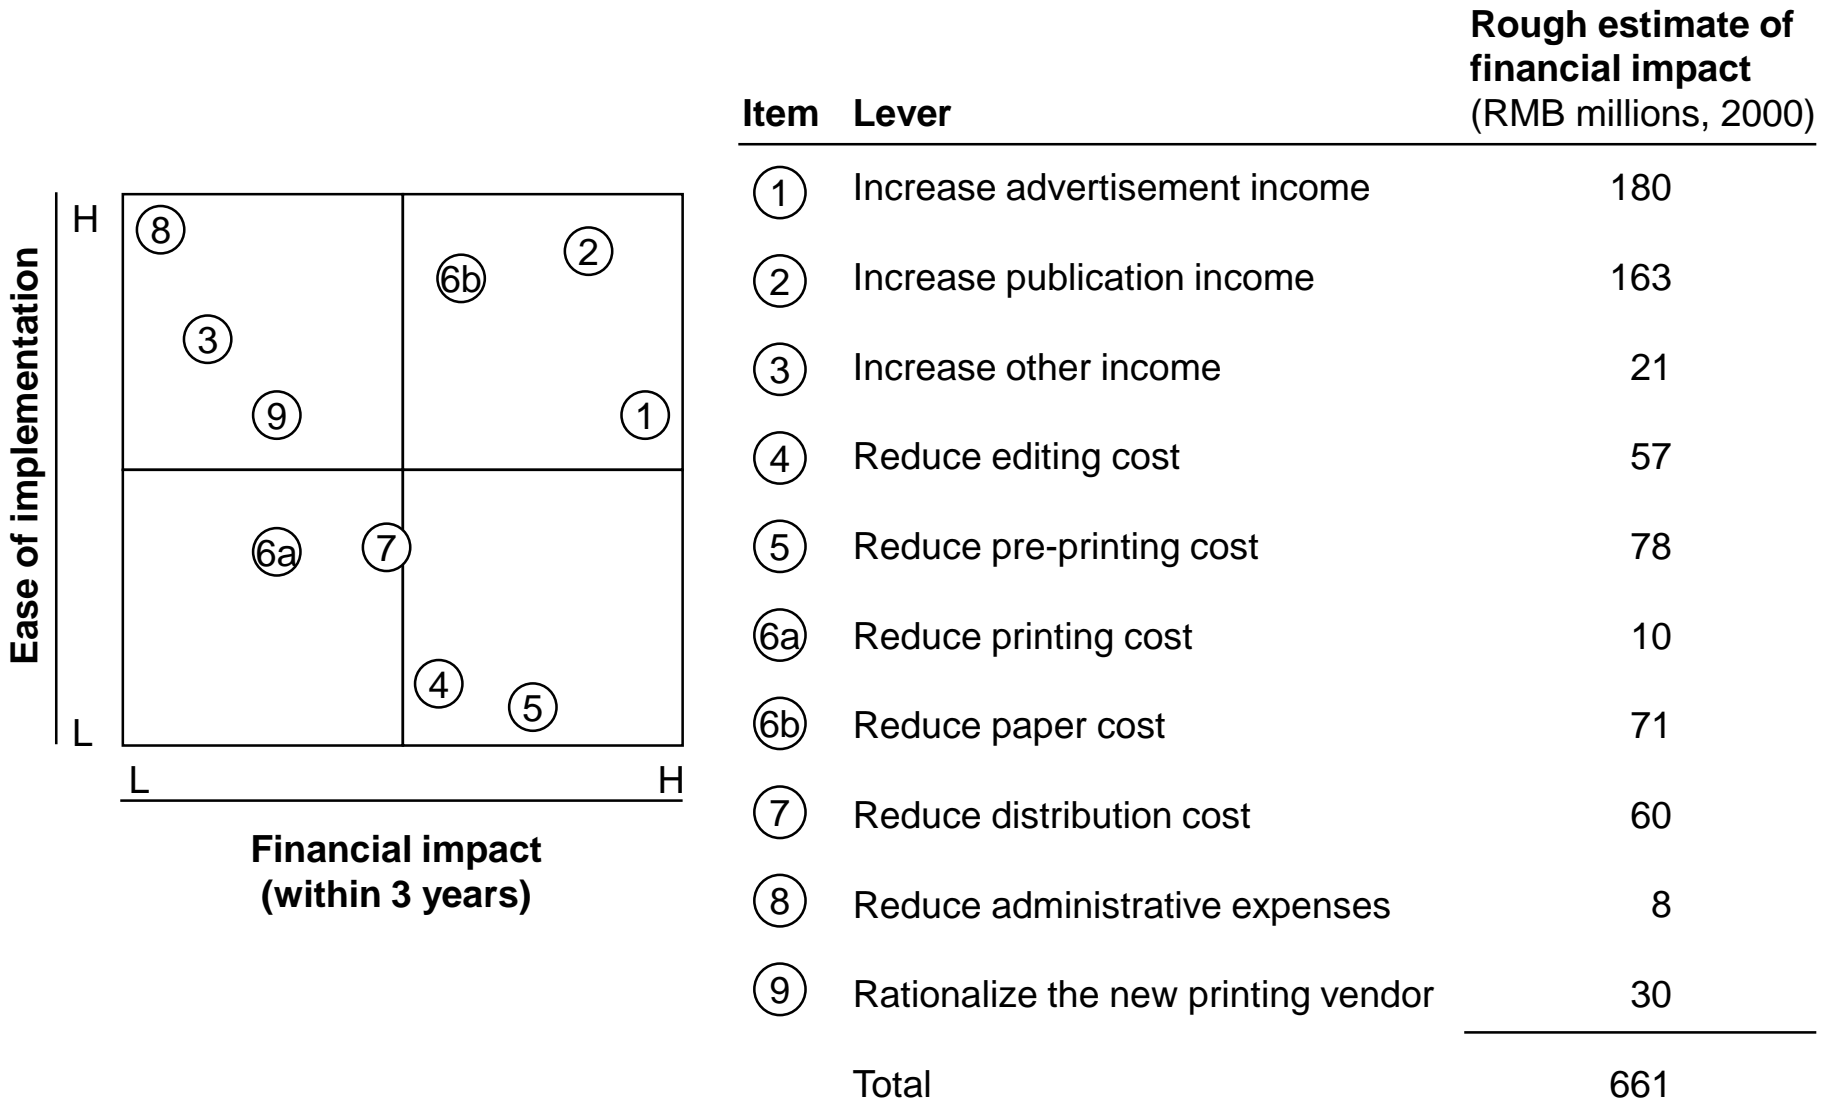 Rough estimate of
financial impact
Item Lever (RMB millions, 2000)
1 Increase advertisement income 180
2 Increase publication income 163
3 Increase other income 21
4 Reduce editing cost 57
5 Reduce pre-printing cost 78
6a Reduce printing cost 10
6b Reduce paper cost 71
7 Reduce distribution cost 60
8 Reduce administrative expenses 8
9 Rationalize the new printing vendor 30
Total 661
Ease of implementation
H
8
2
6b
3
9
1
6a
7
4
5
L
L H
Financial impact
(within 3 years)